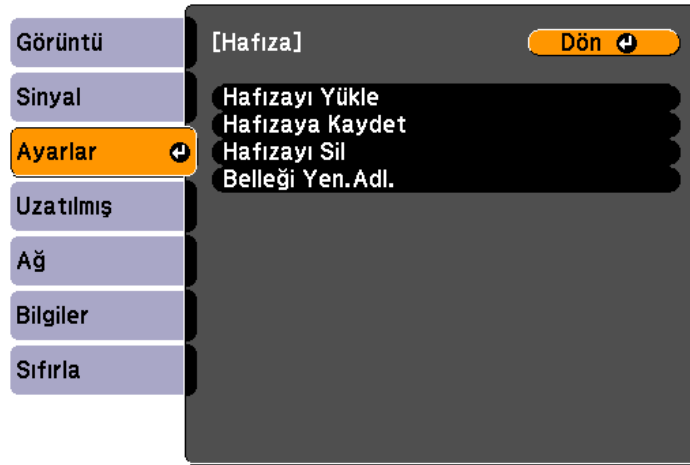 Görüntü
Sinyal
Ayarlar
Uzatılmış
Ağ
Bilgiler
Sıfırla
[Hafıza]
Dön
Hafızayı Yükle
Hafızaya Kaydet
Hafızayı Sil
Belleği Yen.Adl.